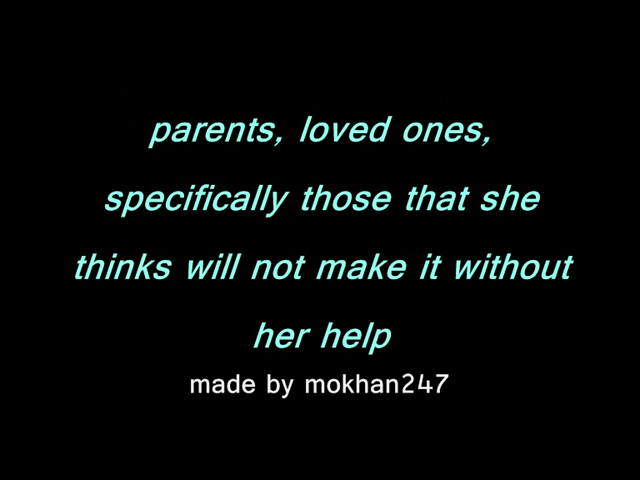 parents, loved ones,
specifically those that she
thinks will not make it without
her help
made by mokhan247